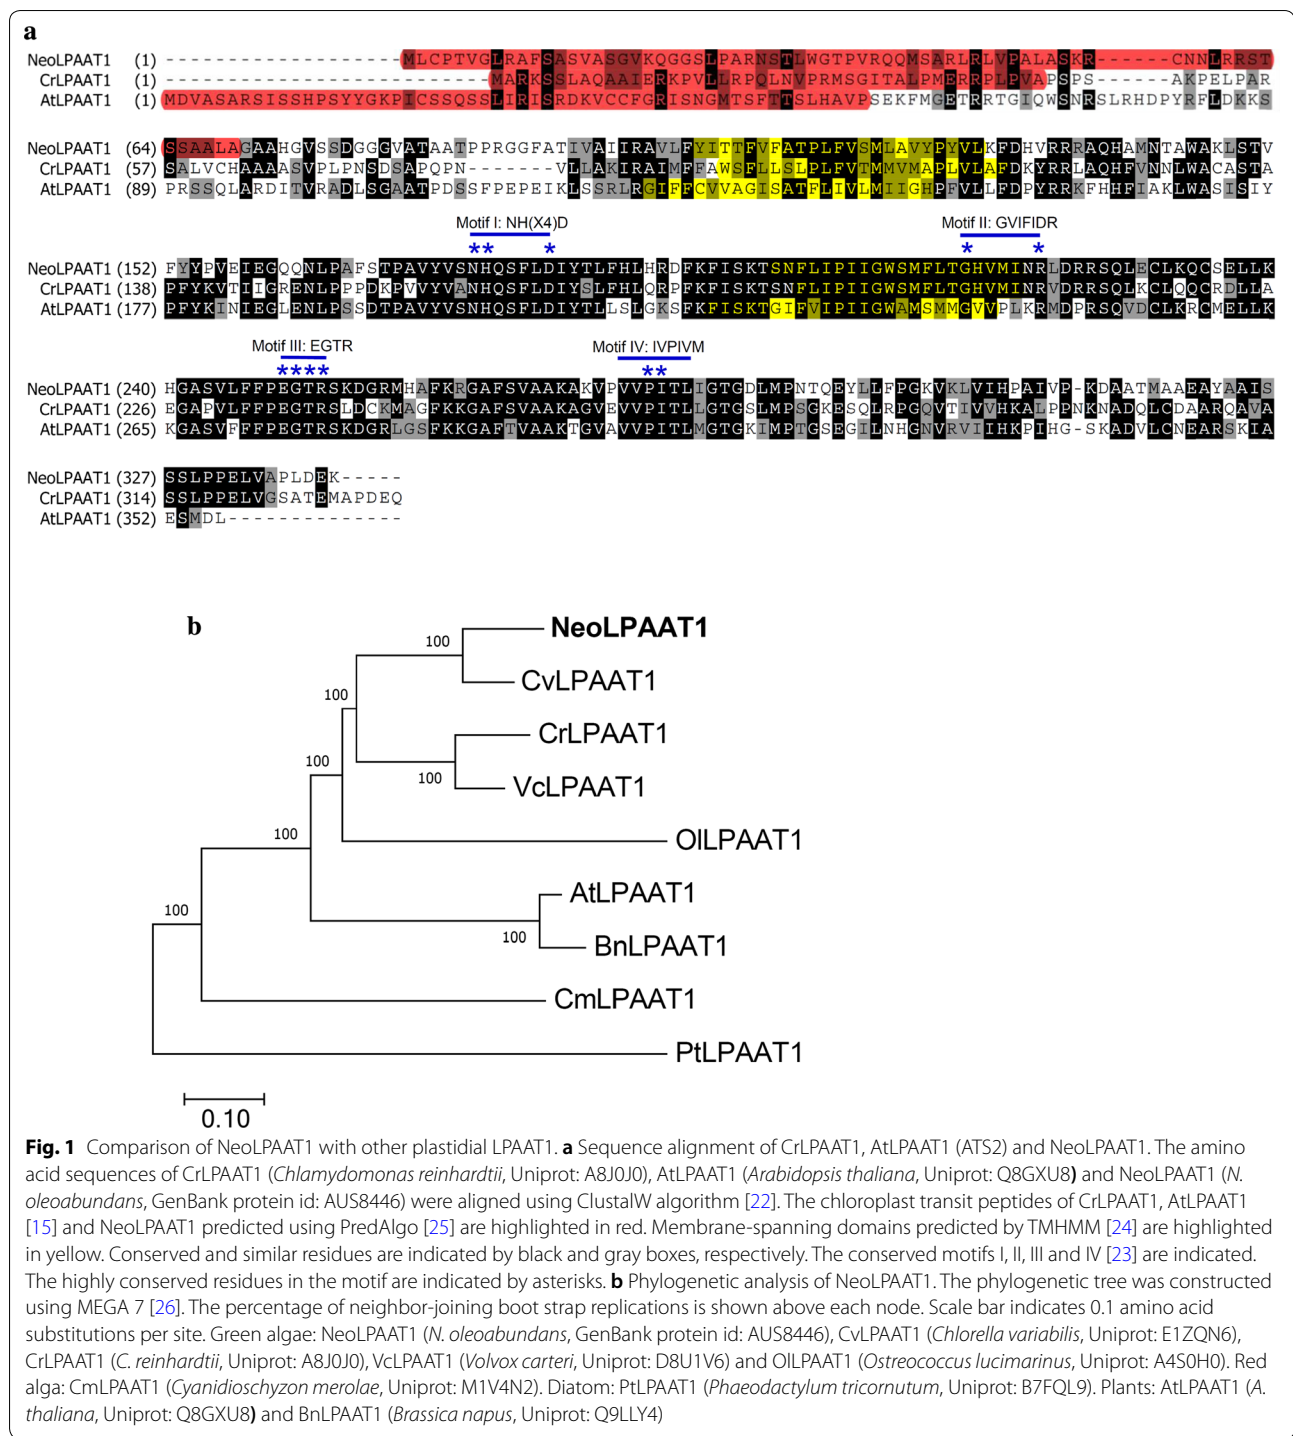 a
NeoLPAAT1 (1) ------------------- MLCPTVGLRAFSASVASGVKQGGSLPARNSTLWGTPVRQQMSARLRLVPALASKR------CNNLRRST
CrLPAAT1 (1) --------------------------MARKSSLAQAAIERKPVLLRPQLNVPRMSGITALPMERRPLPVAPSPS------AKPELPAR
AtLPAAT1 (1) MDVASARSISSHPSYYGKPICSSQSSLIRISRDKVCCFGRISNGMTSFTTSLHAVPSEKFMGETRRTGIQWSNRSLRHDPYRFLDKKS
NeoLPAAT1 (64) SSAALAGAAHGVSSDGGGVATAATPPRGGFATIVAIIRAVLFYITTFVFATPLFVSMLAVYPYVLKFDHVRRRAQHAMNTAWAKLSTV
CrLPAAT1 (57) SALVCHAAAASVPLPNSDSAPQPN-------VLLAKIRAIMFFAWSFLLSLPLFVTMMVMAPLVLAFDKYRRLAQHFVNNLWACASTA
AtLPAAT1 (89) PRSSQLARDITVRADLSGAATPDSSFPEPEIKLSSRLRGIFFCVVAGISATFLIVLMIIGHPFVLLFDPYRRKFHHFIAKLWASISIY
Motif I: NH(X4)D Motif II: GVIFIDR
** * * *
NeoLPAAT1 (152) FYYPVEIEGQQNLPAFSTPAVYVSNHQSFLDIYTLFHLHRDFKFISKTSNFLIPIIGWSMFLTGHVMINRLDRRSQLECLKQCSELLK
CrLPAAT1 (138) PFYKVTIIGRENLPPPDKPVVYVANHQSFLDIYSLFHLQRPFKFISKTSNFLIPIIGWSMFLTGHVMINRVDRRSQLKCLQQCRDLLA
AtLPAAT1 (177) PFYKINIEGLENLPSSDTPAVYVSNHQSFLDIYTLLSLGKSFKFISKTGIFVIPIIGWAMSMMGVVPLKRMDPRSQVDCLKRCMELLK
Motif III: EGTR Motif IV: IVPIVM
**** **
NeoLPAAT1 (240) HGASVLFFPEGTRSKDGRMHAFKRGAFSVAAKAKVPVVPITLIGTGDLMPNTQEYLLFPGKVKLVIHPAIVP-KDAATMAAEAYAAIS
CrLPAAT1 (226) EGAPVLFFPEGTRSLDCKMAGFKKGAFSVAAKAGVEVVPITLLGTGSLMPSGKESQLRPGQVTIVVHKALPPNKNADQLCDAARQAVA
AtLPAAT1 (265) KGASVFFFPEGTRSKDGRLGSFKKGAFTVAAKTGVAVVPITLMGTGKIMPTGSEGILNHGNVRVIIHKPIHG-SKADVLCNEARSKIA
NeoLPAAT1 (327) SSLPPELVAPLDEK-----
CrLPAAT1 (314) SSLPPELVGSATEMAPDEQ
AtLPAAT1 (352) ESMDL--------------
b
NeoLPAAT1
100
CvLPAAT1
100
CrLPAAT1
100
100
VcLPAAT1
100
OlLPAAT1
AtLPAAT1
100
100
BnLPAAT1
CmLPAAT1
PtLPAAT1
0.10
Fig. 1 Comparison of NeoLPAAT1 with other plastidial LPAAT1. a Sequence alignment of CrLPAAT1, AtLPAAT1 (ATS2) and NeoLPAAT1. The amino
acid sequences of CrLPAAT1 (Chlamydomonas reinhardtii, Uniprot: A8J0J0), AtLPAAT1 (Arabidopsis thaliana, Uniprot: Q8GXU8) and NeoLPAAT1 (N.
oleoabundans, GenBank protein id: AUS8446) were aligned using ClustalW algorithm [22]. The chloroplast transit peptides of CrLPAAT1, AtLPAAT1
[15] and NeoLPAAT1 predicted using PredAlgo [25] are highlighted in red. Membrane-spanning domains predicted by TMHMM [24] are highlighted
in yellow. Conserved and similar residues are indicated by black and gray boxes, respectively. The conserved motifs I, II, III and IV [23] are indicated.
The highly conserved residues in the motif are indicated by asterisks. b Phylogenetic analysis of NeoLPAAT1. The phylogenetic tree was constructed
using MEGA 7 [26]. The percentage of neighbor-joining boot strap replications is shown above each node. Scale bar indicates 0.1 amino acid
substitutions per site. Green algae: NeoLPAAT1 (N. oleoabundans, GenBank protein id: AUS8446), CvLPAAT1 (Chlorella variabilis, Uniprot: E1ZQN6),
CrLPAAT1 (C. reinhardtii, Uniprot: A8J0J0), VcLPAAT1 (Volvox carteri, Uniprot: D8U1V6) and OlLPAAT1 (Ostreococcus lucimarinus, Uniprot: A4S0H0). Red
alga: CmLPAAT1 (Cyanidioschyzon merolae, Uniprot: M1V4N2). Diatom: PtLPAAT1 (Phaeodactylum tricornutum, Uniprot: B7FQL9). Plants: AtLPAAT1 (A.
thaliana, Uniprot: Q8GXU8) and BnLPAAT1 (Brassica napus, Uniprot: Q9LLY4)